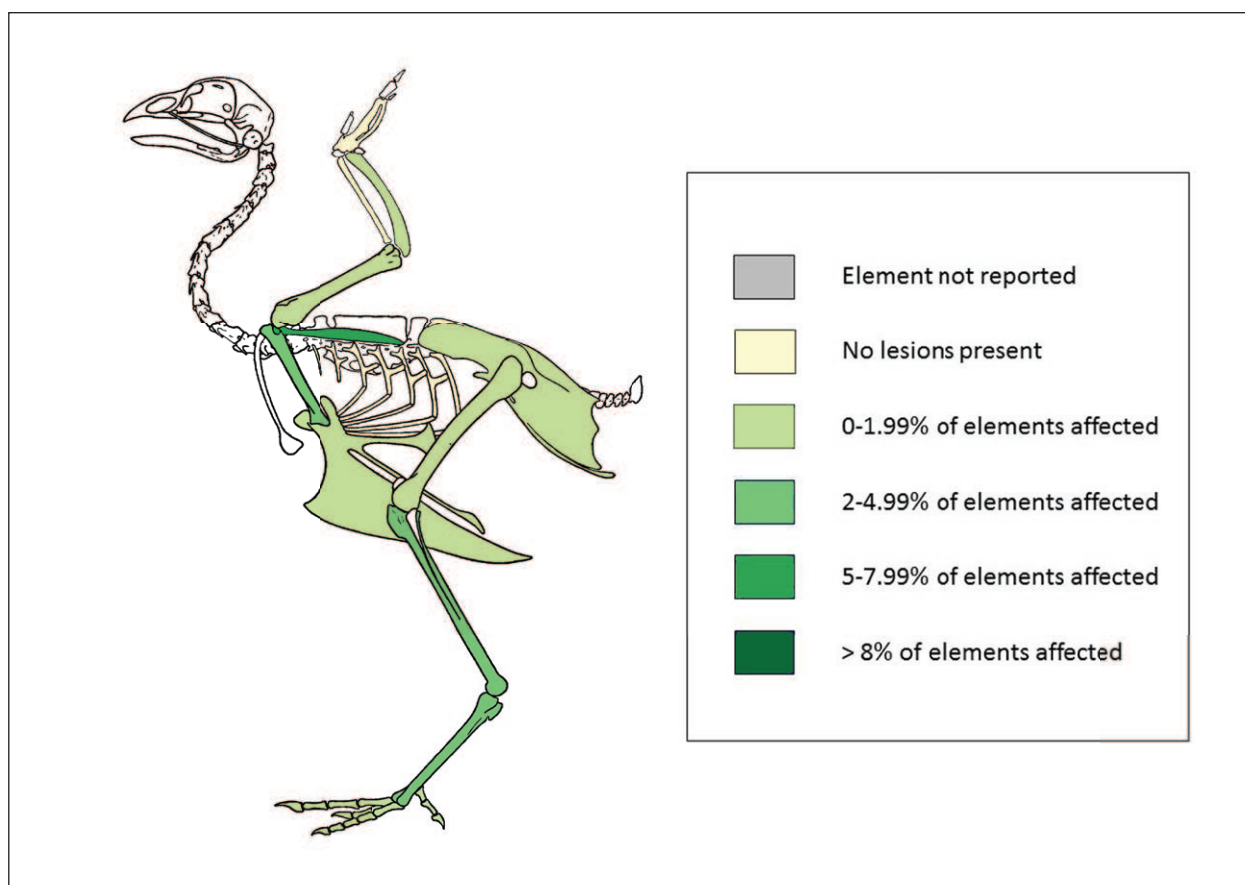 Element not reported
No lesions present
0-1.99% of elements affected
2-4.99% of elements affected
5-7.99% of elements affected
> 8% of elements affected